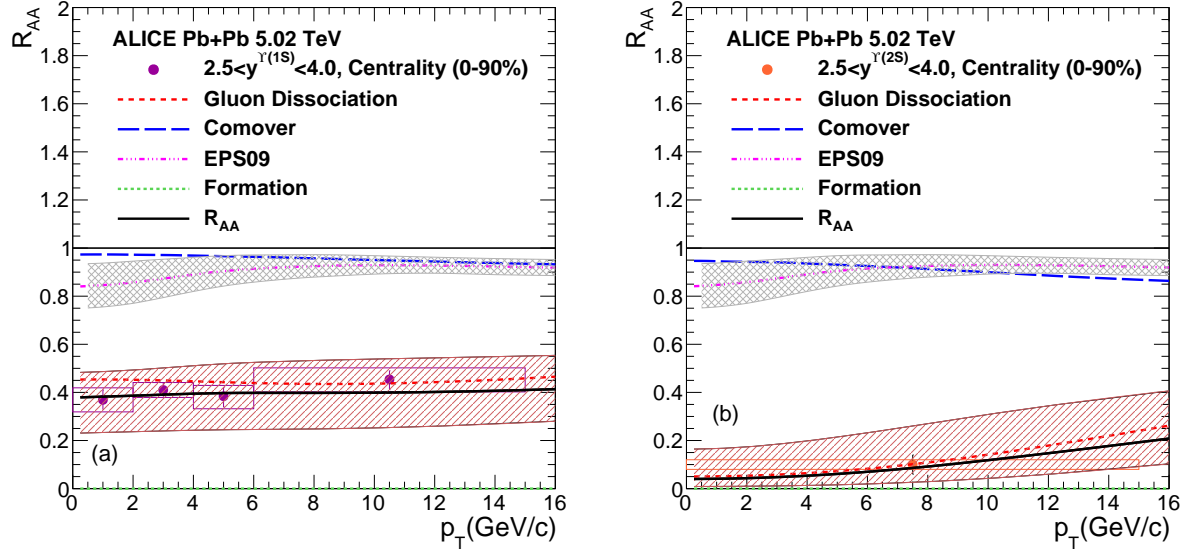 R_AA
2
1.8
1.6
1.4
1.2
1
0.8
0.6
0.4
0.2
0
ALICE Pb+Pb 5.02 TeV
2.5<y^Υ(1S)<4.0, Centrality (0-90%)
Gluon Dissociation
Comover
EPS09
Formation
R_AA
(a)
0 2 4 6 8 10 12 14 16
p_T(GeV/c)
R_AA
2
1.8
1.6
1.4
1.2
1
0.8
0.6
0.4
0.2
0
ALICE Pb+Pb 5.02 TeV
2.5<y^Υ(2S)<4.0, Centrality (0-90%)
Gluon Dissociation
Comover
EPS09
Formation
R_AA
(b)
0 2 4 6 8 10 12 14 16
p_T(GeV/c)